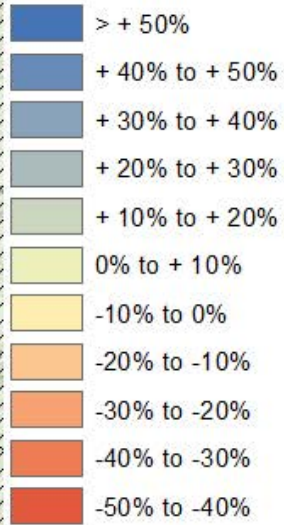 > + 50%
+ 40% to + 50%
+ 30% to + 40%
+ 20% to + 30%
+ 10% to + 20%
0% to + 10%
-10% to 0%
-20% to -10%
-30% to -20%
-40% to -30%
-50% to -40%